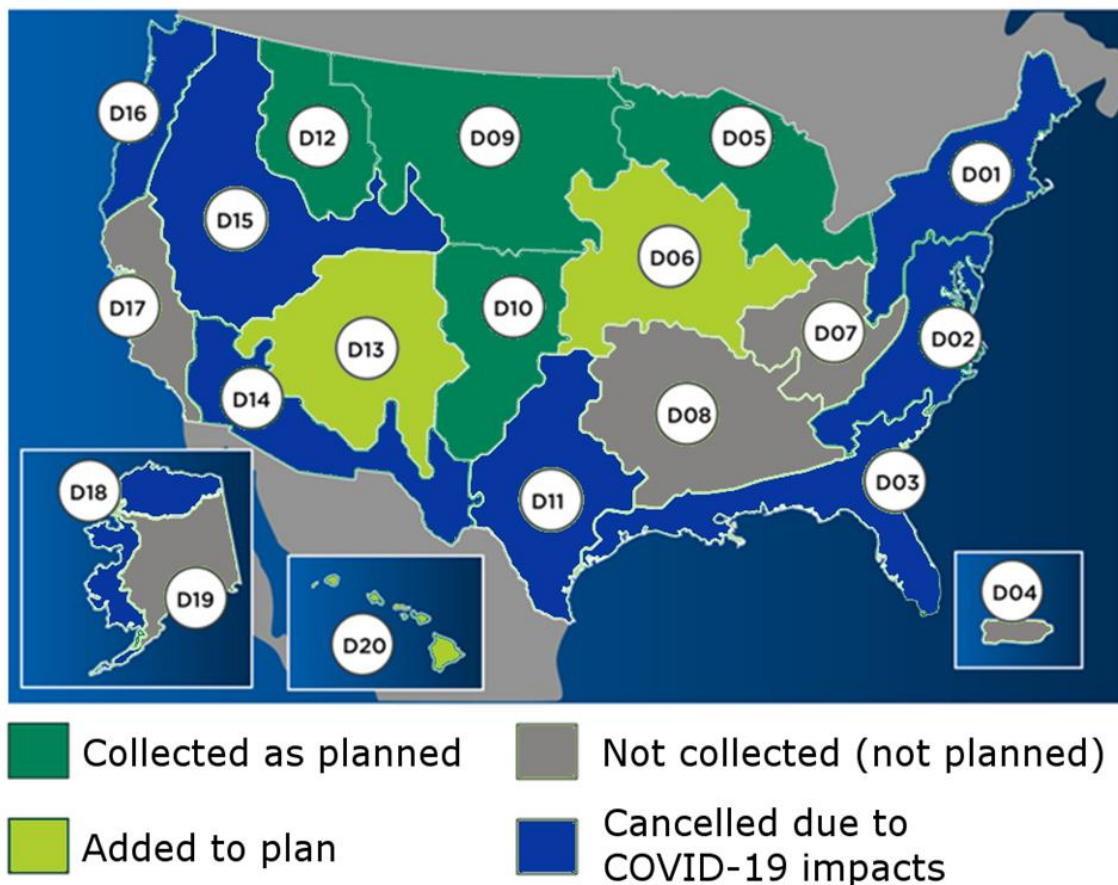 D16
D12
D09
D05
D01
D15
D06
D17
D10
D13
D07
D02
D14
D08
D18
D11
D03
D19
D20
D04
Collected as planned
Not collected (not planned)
Added to plan
Cancelled due to
COVID-19 impacts